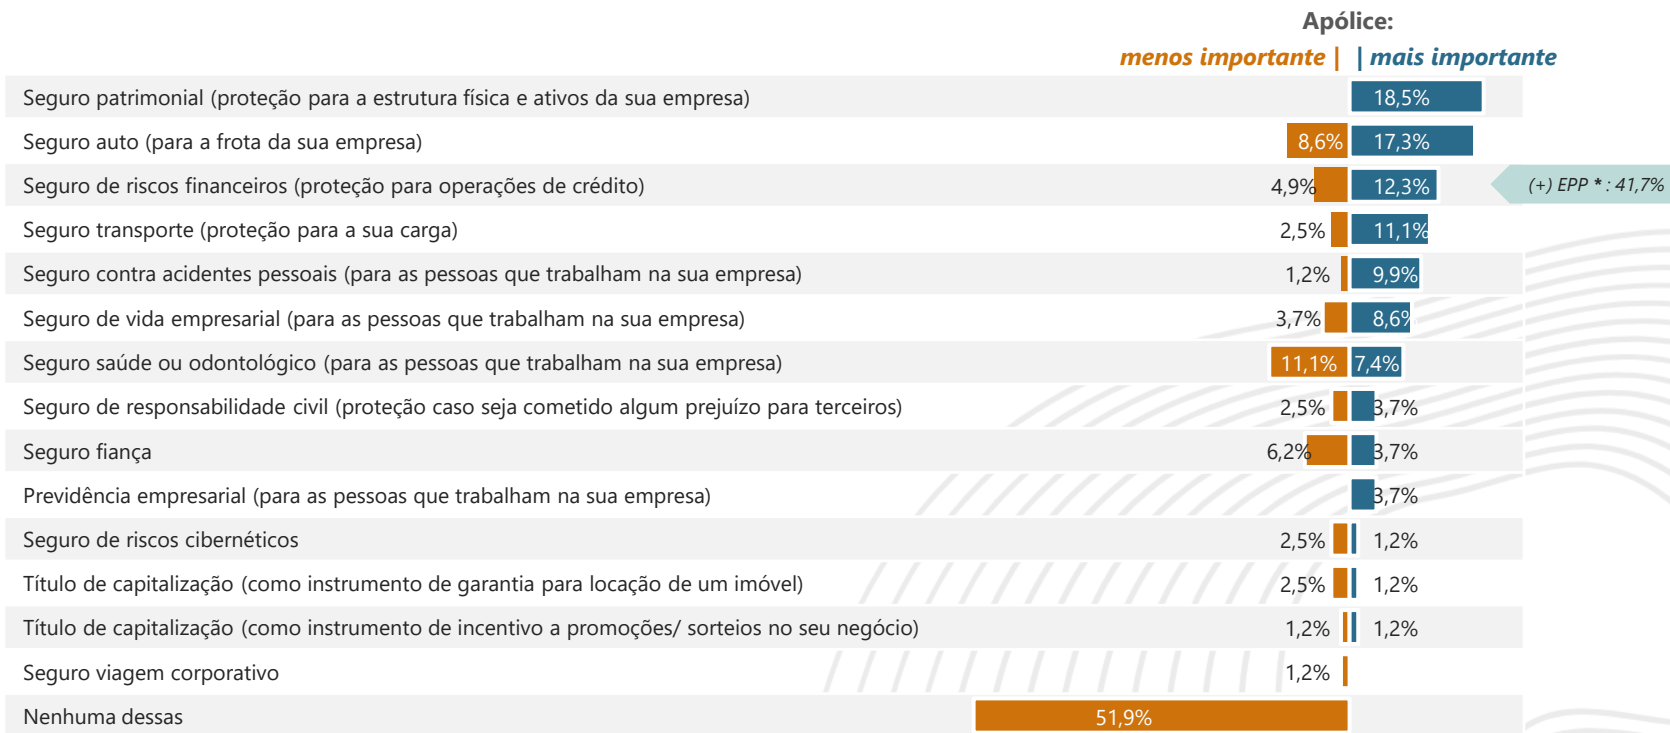 Apólice:
menos importante | | mais importante
Seguro patrimonial (proteção para a estrutura física e ativos da sua empresa) 18,5%
Seguro auto (para a frota da sua empresa) 8,6% 17,3%
Seguro de riscos financeiros (proteção para operações de crédito) 4,9% 12,3% (+) EPP * : 41,7%
Seguro transporte (proteção para a sua carga) 2,5% 11,1%
Seguro contra acidentes pessoais (para as pessoas que trabalham na sua empresa) 1,2% 9,9%
Seguro de vida empresarial (para as pessoas que trabalham na sua empresa) 3,7% 8,6%
Seguro saúde ou odontológico (para as pessoas que trabalham na sua empresa) 11,1% 7,4%
Seguro de responsabilidade civil (proteção caso seja cometido algum prejuízo para terceiros) 2,5% 3,7%
Seguro fiança 6,2% 3,7%
Previdência empresarial (para as pessoas que trabalham na sua empresa) 3,7%
Seguro de riscos cibernéticos 2,5% 1,2%
Título de capitalização (como instrumento de garantia para locação de um imóvel) 2,5% 1,2%
Título de capitalização (como instrumento de incentivo a promoções/ sorteios no seu negócio) 1,2% 1,2%
Seguro viagem corporativo 1,2%
Nenhuma dessas 51,9%